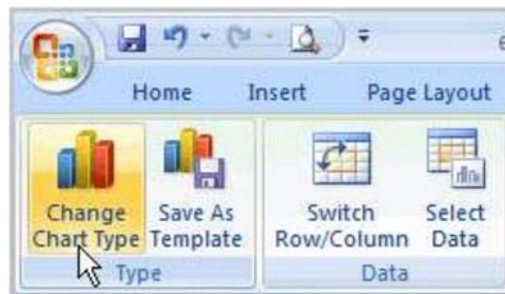 Home Insert Page Layout
Change Chart Type
Save As Template
Switch Row/Column
Select Data
Type Data